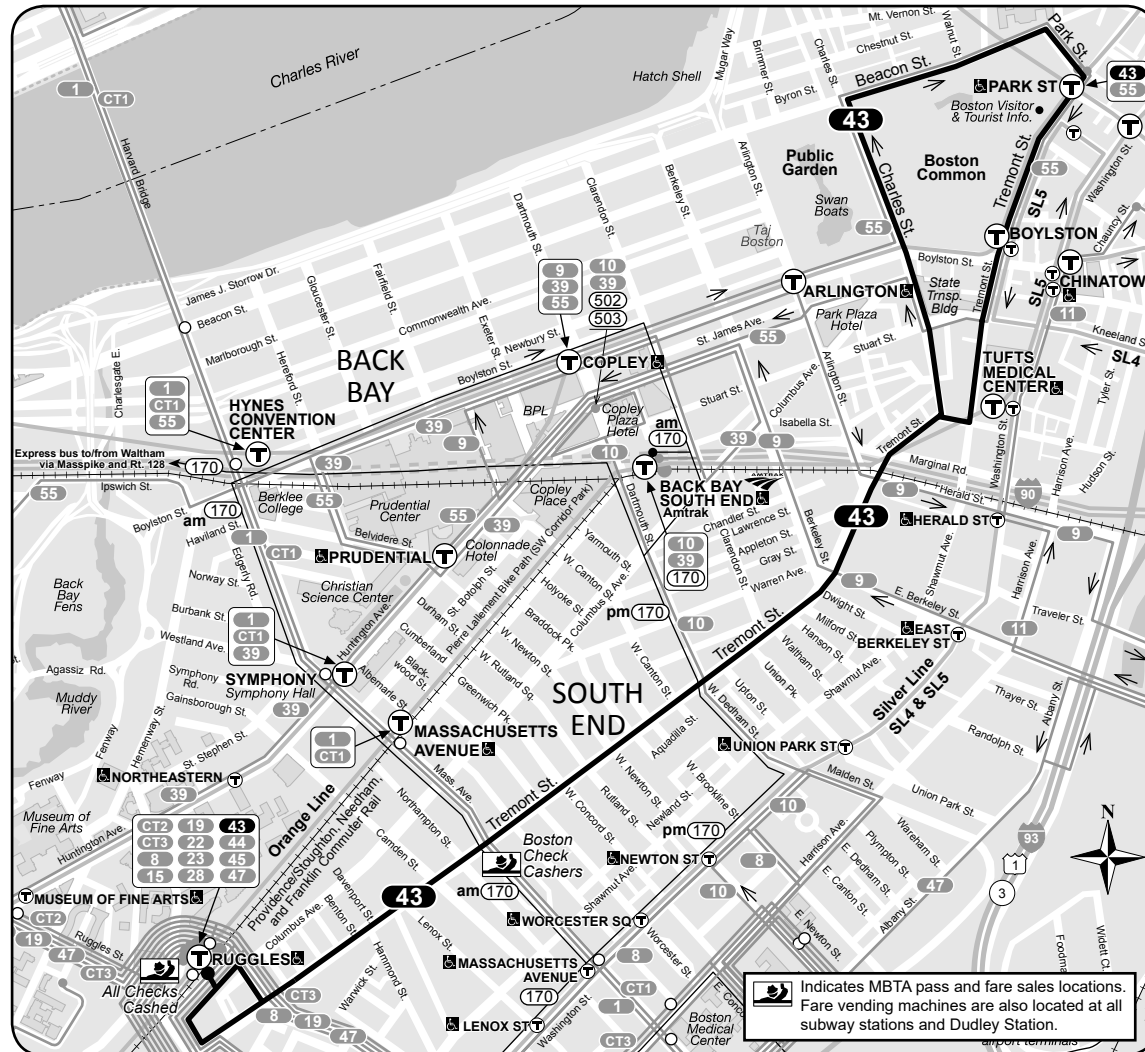 Charles River
Hatch Shell
Mugar Way
Brimmer St.
Byron St.
Mt. Vernon St.
Chestnut St.
Charles St.
Walnut St.
Beacon St.
Park St.
PARK ST
43
55
Boston Visitor
& Tourist Info.
43
Public
Garden
Boston
Common
Swan
Boats
Charles St.
Tremont St.
55
SL5
Washington St.
Chauncy St.
BOYLSTON
Boylston St.
State
Trnsp.
Bldg
Tremont St.
SL5
CHINATOW
11
Kneeland S
SL4
TUFTS
MEDICAL
CENTER
Tyler St.
Harrison Ave.
Hudson St.
Washington St.
1
CT1
Harvard Bridge
James J. Storrow Dr.
Beacon St.
Marlborough St.
Gloucester St.
Hereford St.
Fairfield St.
Commonwealth Ave.
Exeter St.
Newbury St.
Boylston St.
Dartmouth St.
Clarendon St.
Berkeley St.
Arlington St.
Taj
Boston
55
9
39
55
10
39
502
503
COPLEY
ARLINGTON
Park Plaza
Hotel
St. James Ave.
55
Stuart St.
Arlington St.
Columbus Ave.
Stuart St.
Isabella St.
BACK
BAY
Charlesgate E.
1
CT1
55
HYNES
CONVENTION
CENTER
Express bus to/from Waltham
via Masspike and Rt. 128
170
55
Ipswich St.
Boylston St.
am 170
Haviland St.
Berklee
College
39
55
Prudential
Center
Belvidere St.
55
39
9
BPL
Copley
Plaza
Hotel
10
am
170
39
9
BACK BAY
SOUTH END
Amtrak
AMTRAK
Copley
Place
Dartmouth St.
10
39
170
Chandler St.
Lawrence St.
Appleton St.
Gray St.
Warren Ave.
Clarendon St.
Berkeley St.
Tremont St.
Marginal Rd.
9
Herald St.
90
43
HERALD ST
9
Shawmut Ave.
Harrison Ave.
Traveler St.
9
E. Berkeley St.
11
EAST
BERKELEY ST
PRUDENTIAL
Colonnade
Hotel
Christian
Science Center
1
CT1
Edgerly Rd.
Norway St.
Burbank St.
Westland Ave.
Back
Bay
Fens
Agassiz Rd.
Muddy
River
Symphony
Rd.
Gainsborough St.
Hemenway St.
Fenway
Fenway
1
CT1
39
SYMPHONY
Symphony Hall
39
St. Stephen St.
Huntington Ave.
Albemarle St.
St. Botolph St.
Durham St.
Cumberland
Black-
wood St.
Pierre Lallement Bike Path (SW Corridor Park)
Yarmouth St.
W. Canton St.
Holyoke St.
Columbus Ave.
Braddock Pk.
W. Newton St.
W. Rutland Sq.
Greenwich Pk.
pm 170
10
W. Canton St.
SOUTH
END
Tremont St.
Dwight St.
Milford St.
Hanson St.
Waltham St.
Shawmut Ave.
Union Pk.
Upton St.
W. Dedham St.
Silver Line
SL4 & SL5
Thayer St.
Randolph St.
Albany St.
UNION PARK ST
Malden St.
Union Park St.
1
CT1
MASSACHUSETTS
AVENUE
Mass. Ave.
NORTHEASTERN
39
Museum of
Fine Arts
Huntington Ave.
CT2
19
43
CT3
22
44
8
23
45
15
28
47
Orange Line
Providence/Stoughton, Needham,
and Franklin Commuter Rail
Northampton St.
Camden St.
Davenport St.
Benton St.
Columbus Ave.
Tremont St.
Boston
Check
Cashers
am 170
43
Aquadilla St.
W. Newton St.
Rutland St.
Newland St.
W. Brookline St.
W. Concord St.
pm 170
NEWTON ST
Shawmut Ave.
10
8
10
Harrison Ave.
Plympton St.
Wareham St.
E. Dedham St.
E. Canton St.
Albany St.
47
93
1
3
N
E. Newton St.
MUSEUM OF FINE ARTS
CT2
Ruggles St.
19
47
CT3
RUGGLES
All Checks
Cashed
CT3
8
19
47
Warwick St.
Hammond St.
Lenox St.
WORCESTER SQ
Worcester St.
8
MASSACHUSETTS
AVENUE
170
CT1
1
CT3
LENOX ST
Washington St.
Boston
Medical
Center
Widett Ct.
Indicates MBTA pass and fare sales locations.
Fare vending machines are also located at all
subway stations and Dudley Station.